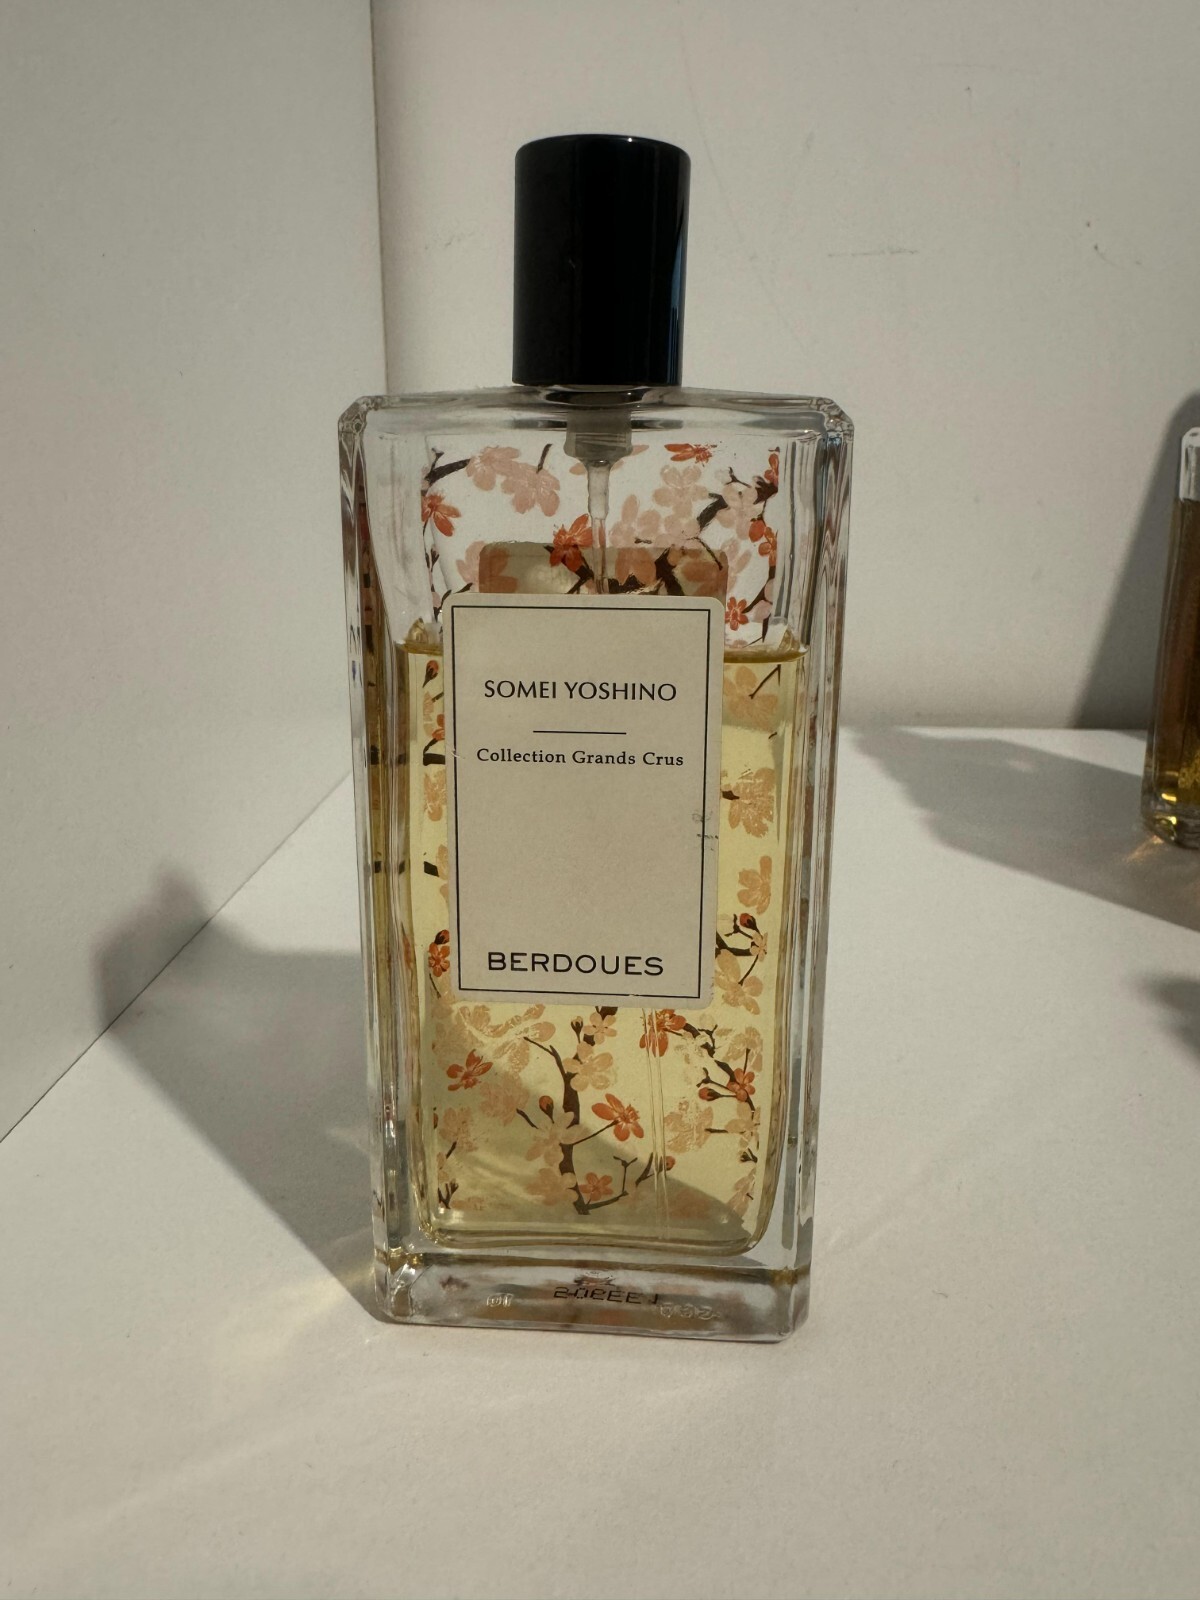 SOMEI YOSHINO
Collection Grands Crus
BERDOUES